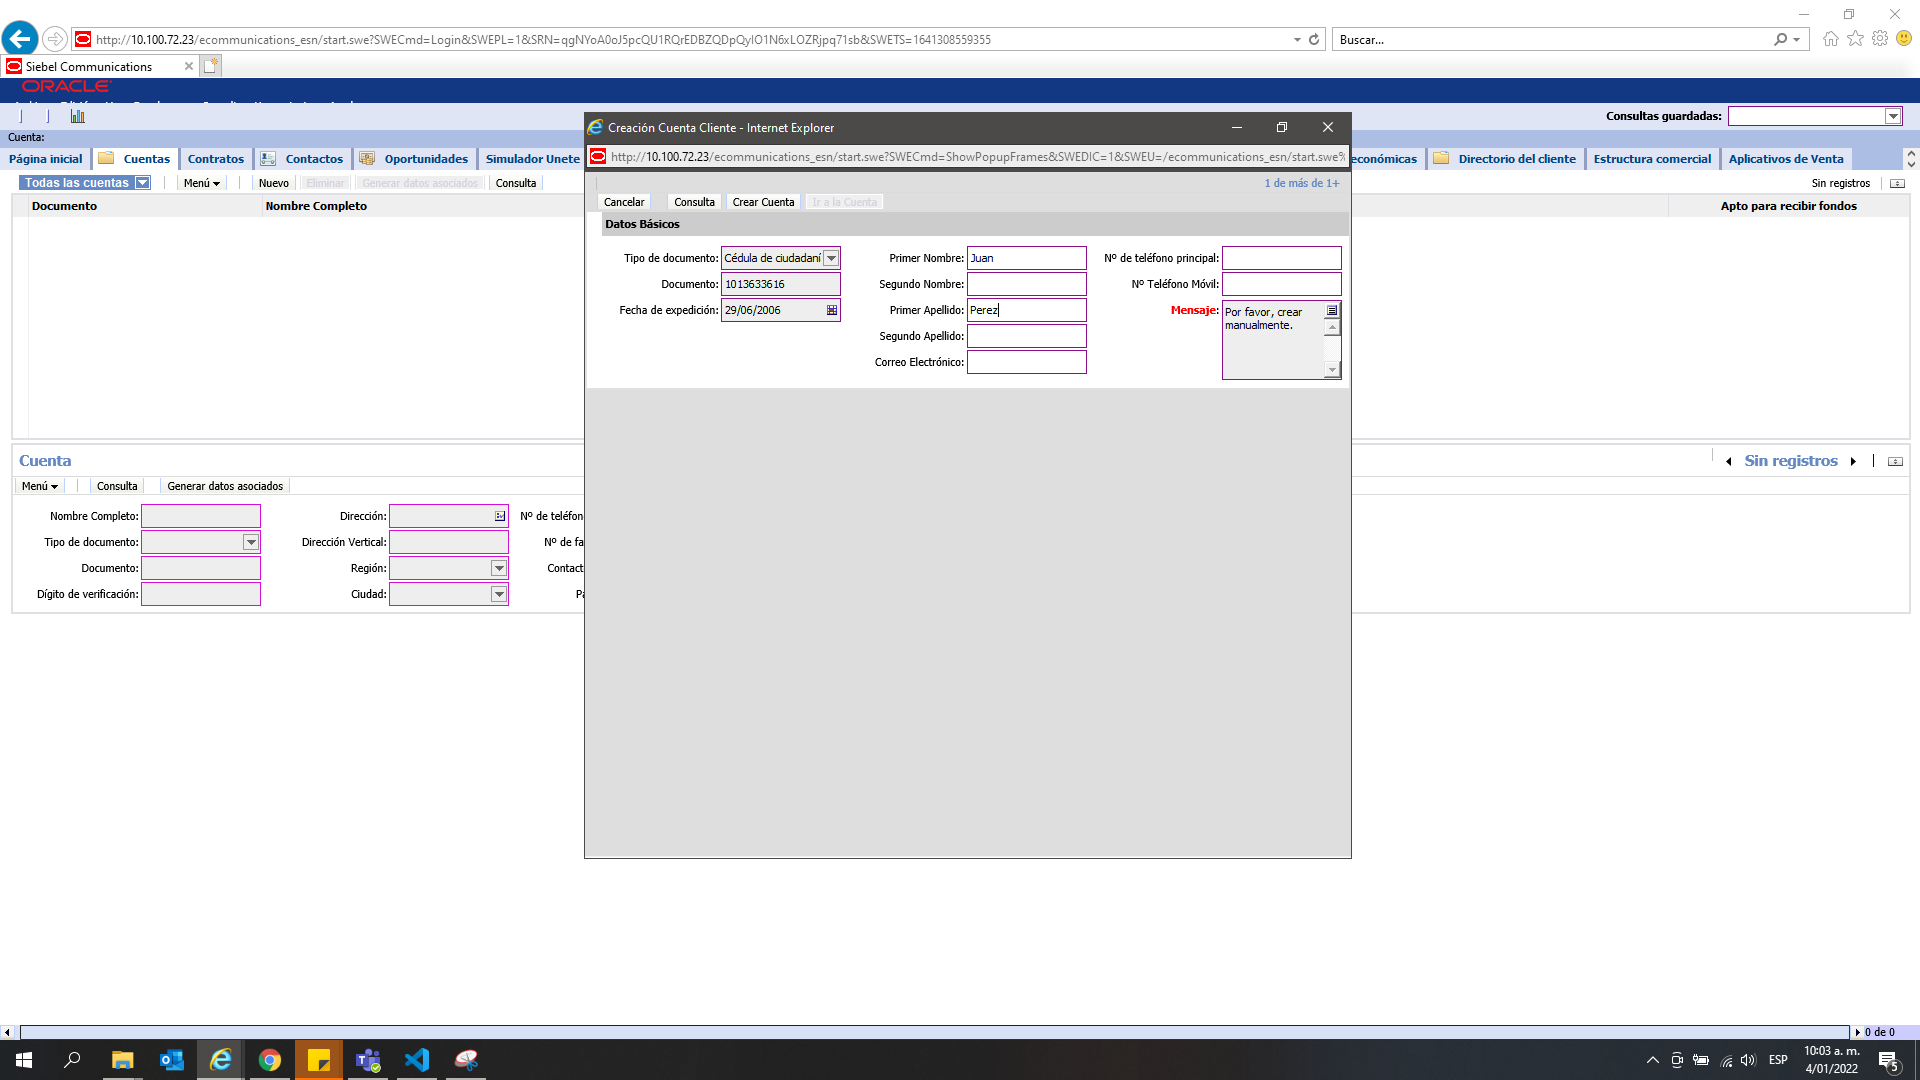 http://10.100.72.23/ecommunications_esn/start.swe?SWECmd=Login&SWEPL=1&SRN=qgNYoA0oJ5pcQU1RQrEDBZQDpQylO1N6xLOZRjpq71sb&SWETS=1641308559355
Buscar...
Siebel Communications
ORACLE
Consultas guardadas:
Cuenta:
Página inicial Cuentas Contratos Contactos Oportunidades Simulador Unete económicas Directorio del cliente Estructura comercial Aplicativos de Venta
Todas las cuentas Menú Nuevo Eliminar Generar datos asociados Consulta Sin registros
Documento Nombre Completo Apto para recibir fondos
Creación Cuenta Cliente - Internet Explorer
http://10.100.72.23/ecommunications_esn/start.swe?SWECmd=ShowPopupFrames&SWEDIC=1&SWEU=/ecommunications_esn/start.swe%
1 de más de 1+
Cancelar Consulta Crear Cuenta Ir a la Cuenta
Datos Básicos
Tipo de documento: Cédula de ciudadaní Primer Nombre: Juan Nº de teléfono principal:
Documento: 1013633616 Segundo Nombre: Nº Teléfono Móvil:
Fecha de expedición: 29/06/2006 Primer Apellido: Perez Mensaje: Por favor, crear
manualmente.
Segundo Apellido:
Correo Electrónico:
Cuenta Sin registros
Menú Consulta Generar datos asociados
Nombre Completo: Dirección: Nº de teléfon
Tipo de documento: Dirección Vertical: Nº de fa
Documento: Región: Contact
Dígito de verificación: Ciudad: Pa
0 de 0
ESP
10:03 a. m.
4/01/2022
5